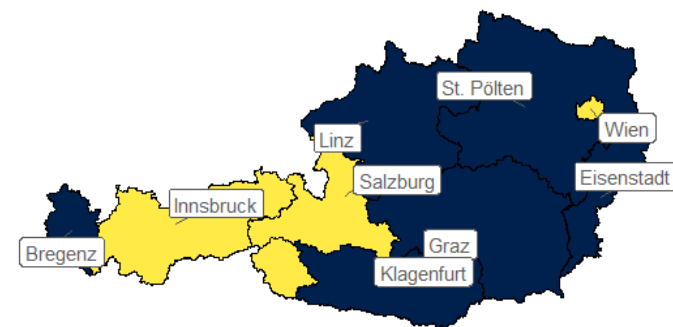 St. Pölten
Wien
Linz
Eisenstadt
Salzburg
Innsbruck
Graz
Bregenz
Klagenfurt